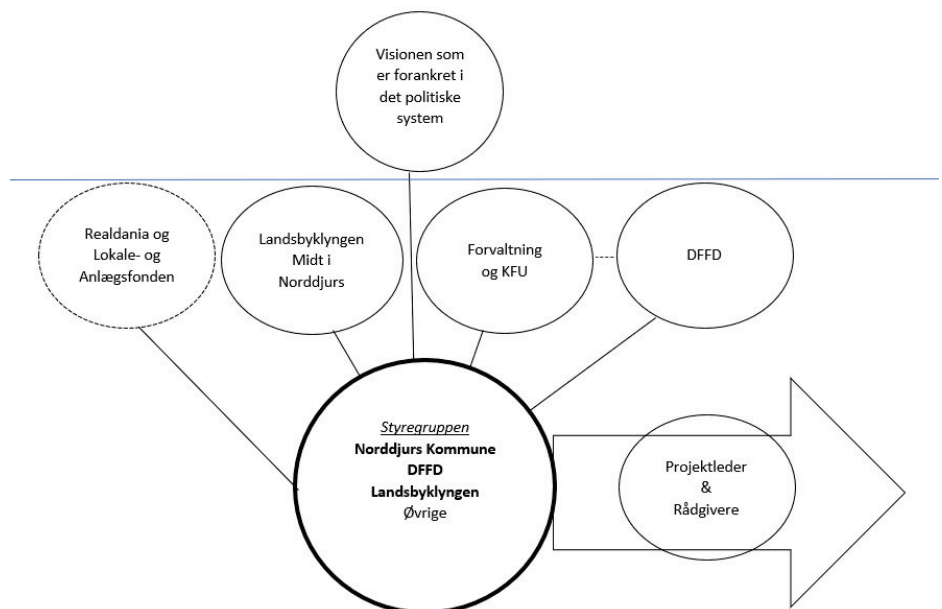 Visionen som
er forankret i
det politiske
system
Realdania og
Lokale- og
Anlægsfonden
Landsbyklyngen
Midt i
Norddjurs
Forvaltning
og KFU
DFFD
Styregruppen
Norddjurs Kommune
DFFD
Landsbyklyngen
Øvrige
Projektleder
&
Rådgivere